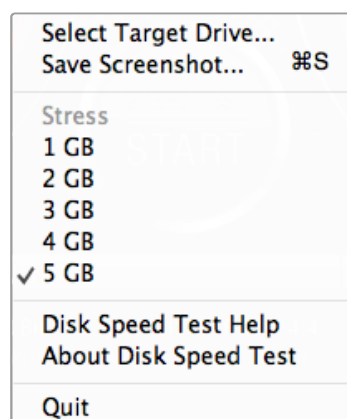 Select Target Drive...
Save Screenshot... ⌘S
Stress
1 GB
START
2 GB
3 GB
4 GB
✓ 5 GB
Disk Speed Test Help
About Disk Speed Test
Quit